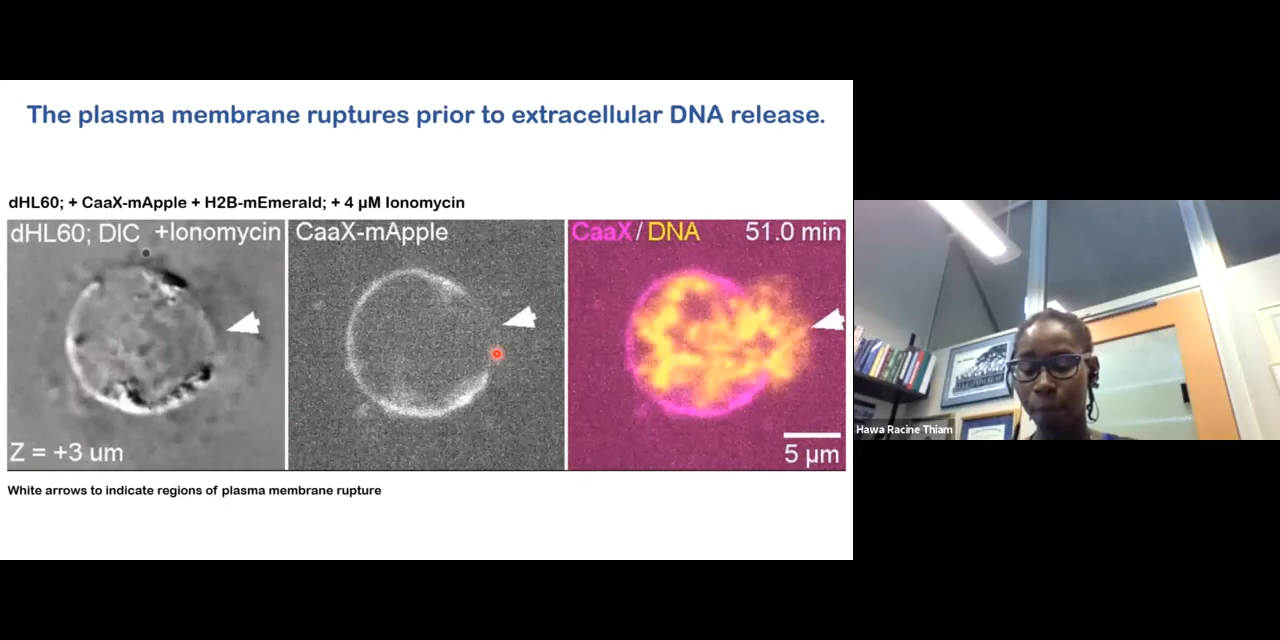 The plasma membrane ruptures prior to extracellular DNA release.
dHL60; + CaaX-mApple + H2B-mEmerald; + 4 µM Ionomycin
dHL60; DIC +Ionomycin
CaaX-mApple
CaaX/DNA 51.0 min
Z = +3 um
5 µm
White arrows to indicate regions of plasma membrane rupture
Hawa Racine Thiam